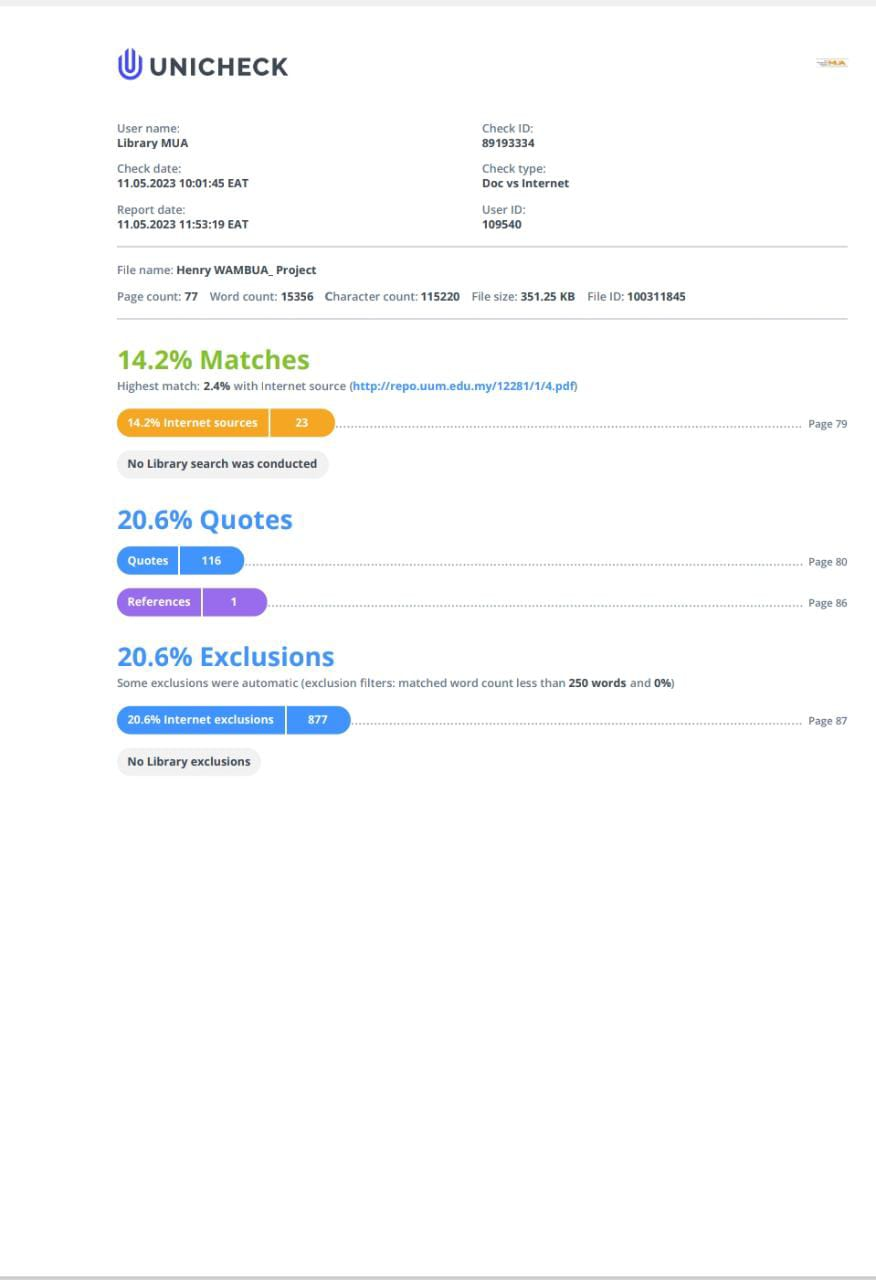 UNICHECK
MUA
User name:
Library MUA
Check ID:
89193334
Check date:
11.05.2023 10:01:45 EAT
Check type:
Doc vs Internet
Report date:
11.05.2023 11:53:19 EAT
User ID:
109540
File name: Henry WAMBUA_ Project
Page count: 77 Word count: 15356 Character count: 115220 File size: 351.25 KB File ID: 100311845
14.2% Matches
Highest match: 2.4% with Internet source (http://repo.uum.edu.my/12281/1/4.pdf)
14.2% Internet sources 23 Page 79
No Library search was conducted
20.6% Quotes
Quotes 116 Page 80
References 1 Page 86
20.6% Exclusions
Some exclusions were automatic (exclusion filters: matched word count less than 250 words and 0%)
20.6% Internet exclusions 877 Page 87
No Library exclusions